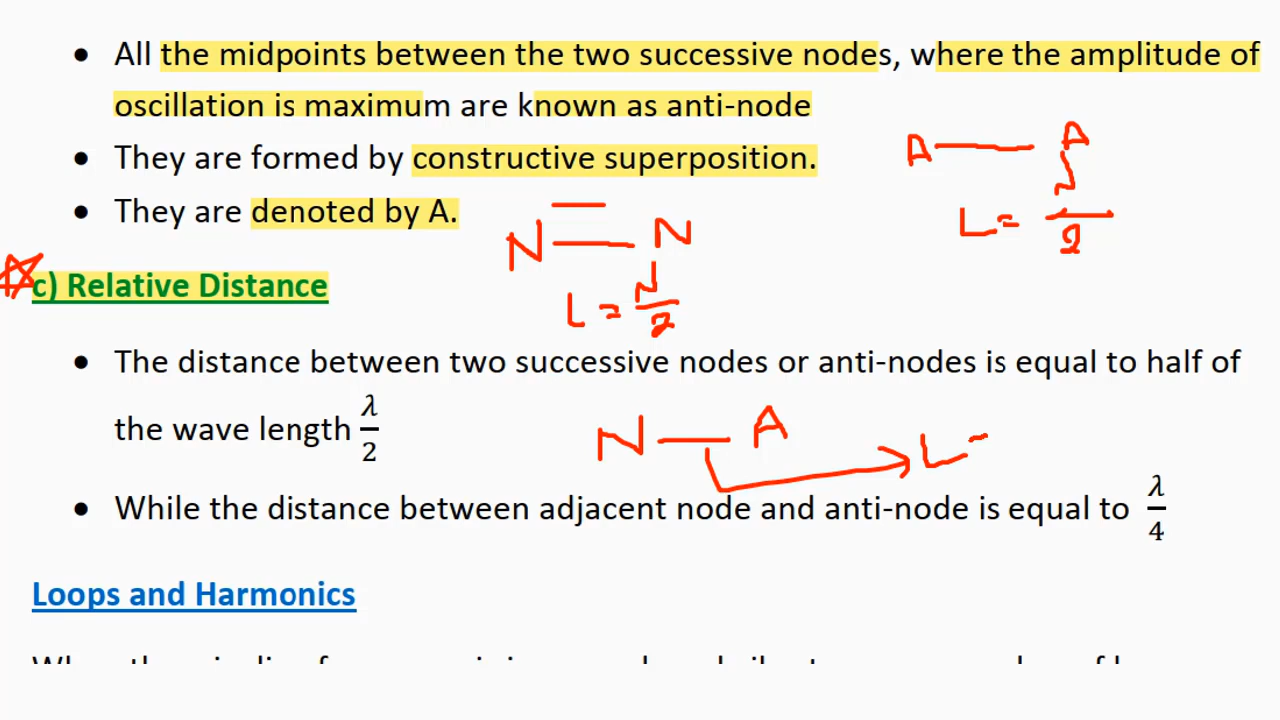 • All the midpoints between the two successive nodes, where the amplitude of
oscillation is maximum are known as anti-node
• They are formed by constructive superposition.
A — A
• They are denoted by A.
N — N
L = /2
c) Relative Distance
L = N/2
• The distance between two successive nodes or anti-nodes is equal to half of
the wave length λ/2
N — A
L -
• While the distance between adjacent node and anti-node is equal to λ/4
Loops and Harmonics